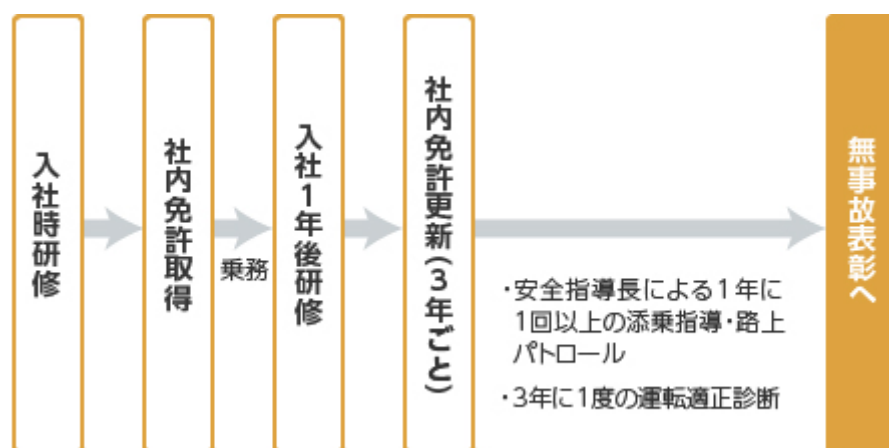 入社時研修
社内免許取得
乗務
入社1年後研修
社内免許更新(3年ごと)
・安全指導長による1年に
1回以上の添乗指導・路上
パトロール
・3年に1度の運転適正診断
無事故表彰へ